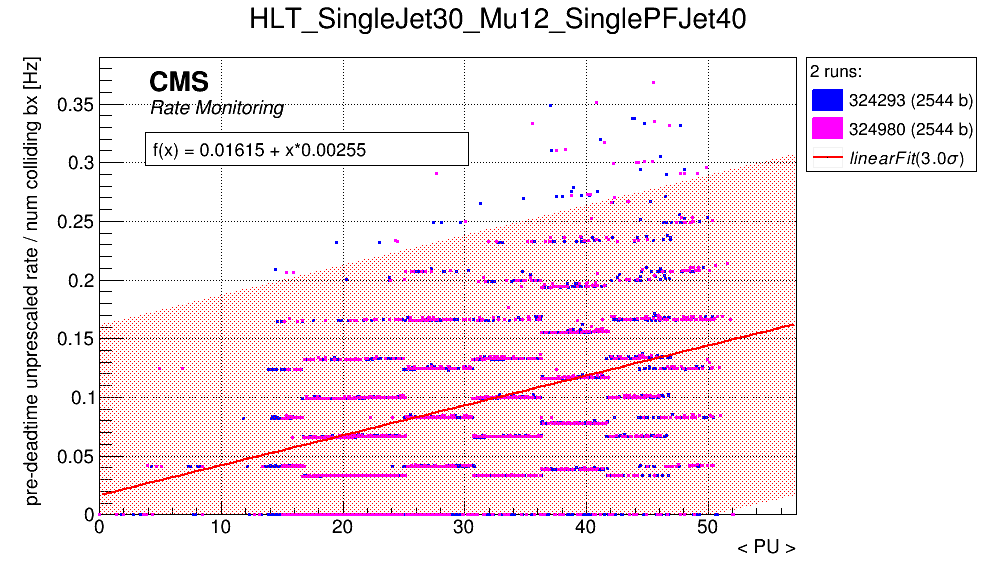 HLT_SingleJet30_Mu12_SinglePFJet40
pre-deadtime unprescaled rate / num colliding bx [Hz]
CMS
Rate Monitoring
f(x) = 0.01615 + x*0.00255
0.35
0.3
0.25
0.2
0.15
0.1
0.05
0
0 10 20 30 40 50
< PU >
2 runs:
324293 (2544 b)
324980 (2544 b)
linearFit(3.0σ)